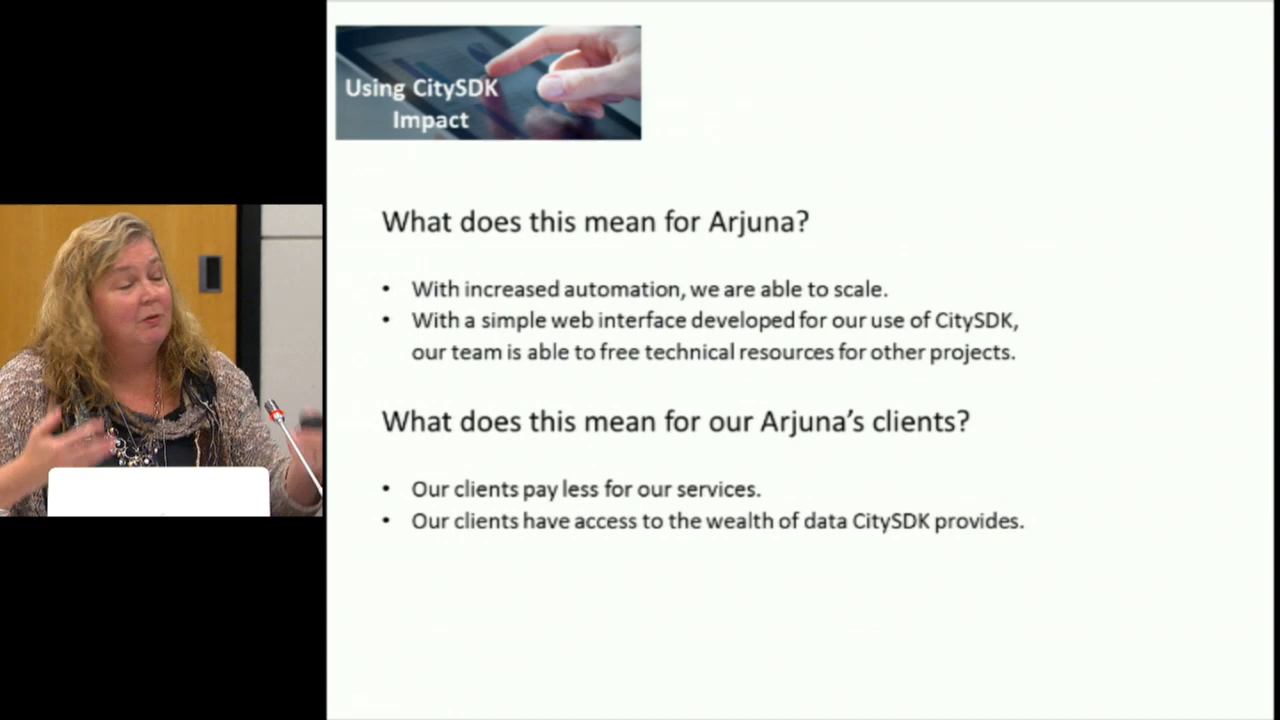 Using CitySDK
Impact
What does this mean for Arjuna?
• With increased automation, we are able to scale.
• With a simple web interface developed for our use of CitySDK,
our team is able to free technical resources for other projects.
What does this mean for our Arjuna's clients?
• Our clients pay less for our services.
• Our clients have access to the wealth of data CitySDK provides.